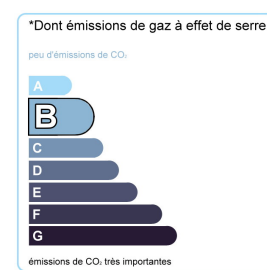 *Dont émissions de gaz à effet de serre
peu d'émissions de CO₂
A
B
C
D
E
F
G
émissions de CO₂ très importantes